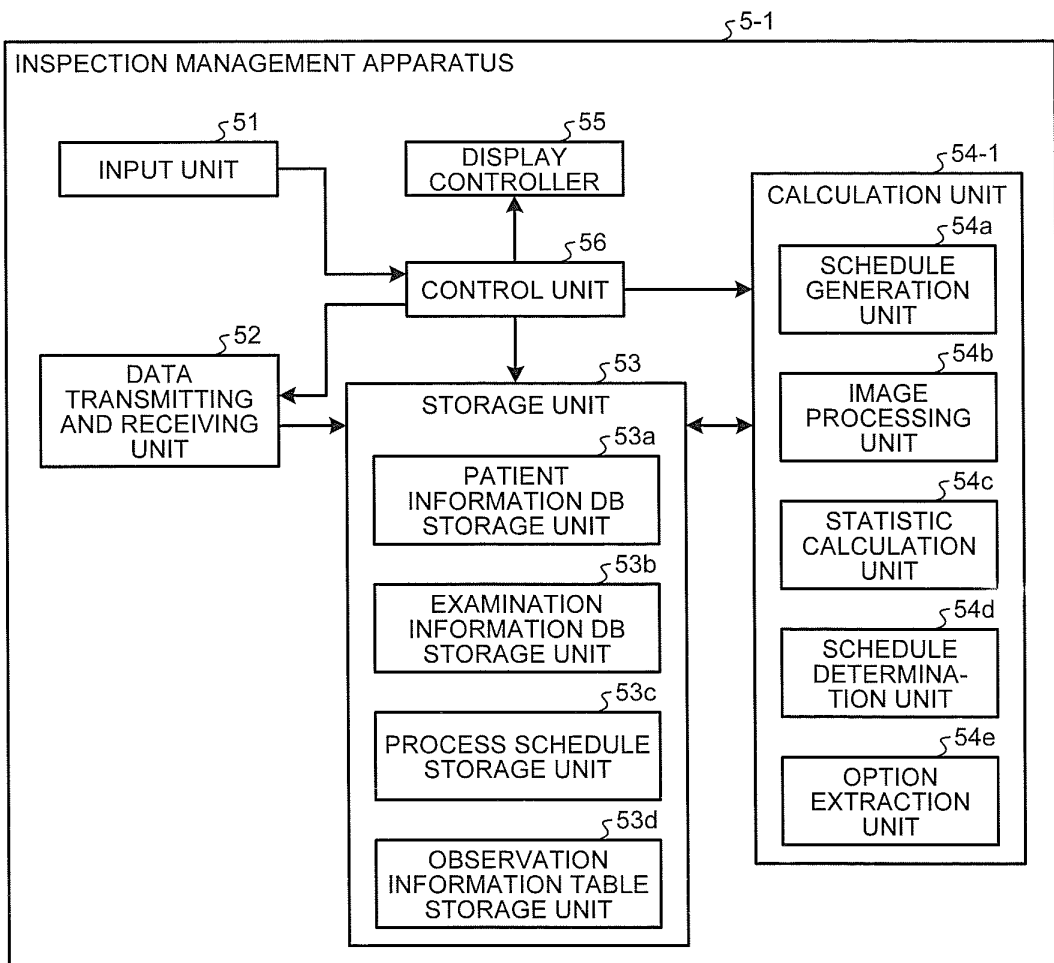 5-1
INSPECTION MANAGEMENT APPARATUS
51
INPUT UNIT
55
DISPLAY
CONTROLLER
56
CONTROL UNIT
52
DATA
TRANSMITTING
AND RECEIVING
UNIT
53
STORAGE UNIT
53a
PATIENT
INFORMATION DB
STORAGE UNIT
53b
EXAMINATION
INFORMATION DB
STORAGE UNIT
53c
PROCESS SCHEDULE
STORAGE UNIT
53d
OBSERVATION
INFORMATION TABLE
STORAGE UNIT
54-1
CALCULATION UNIT
54a
SCHEDULE
GENERATION
UNIT
54b
IMAGE
PROCESSING
UNIT
54c
STATISTIC
CALCULATION
UNIT
54d
SCHEDULE
DETERMINA-
TION UNIT
54e
OPTION
EXTRACTION
UNIT